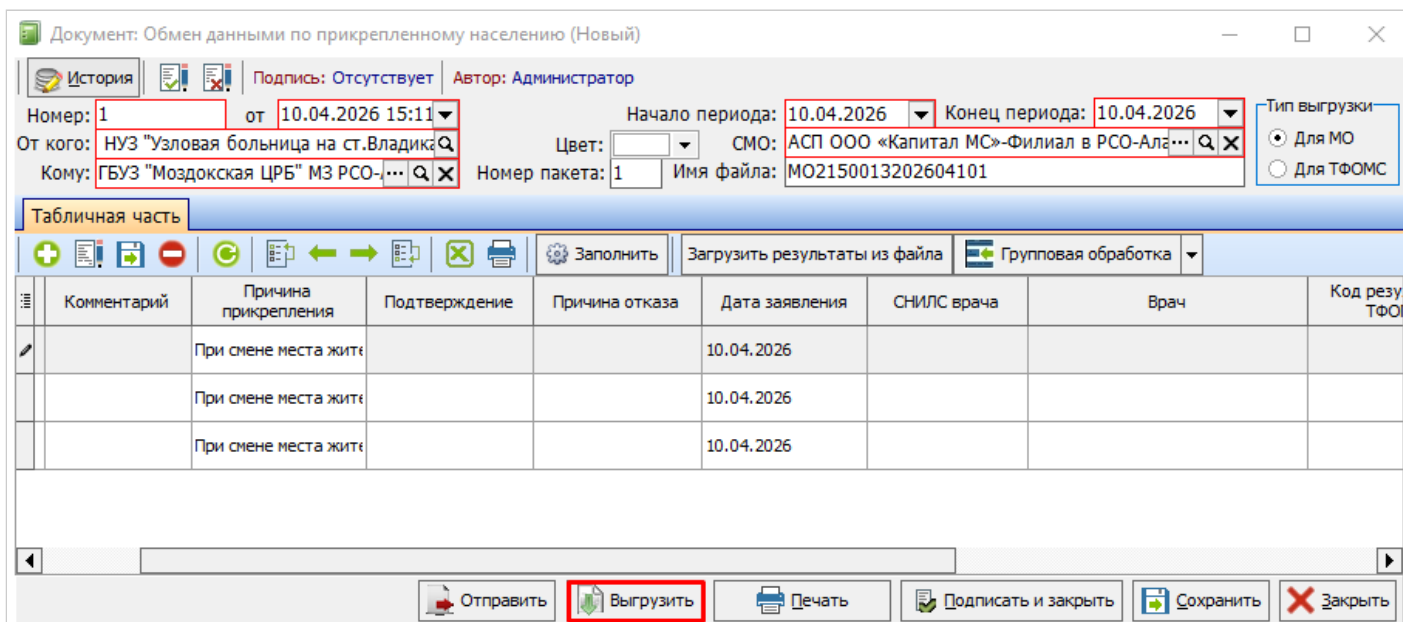 Документ: Обмен данными по прикрепленному населению (Новый)
История Подпись: Отсутствует Автор: Администратор
Номер: 1 от 10.04.2026 15:11 Начало периода: 10.04.2026 Конец периода: 10.04.2026 Тип выгрузки
От кого: НУЗ "Узловая больница на ст.Владика Цвет: СМО: АСП ООО «Капитал МС»-Филиал в РСО-Ала ··· Для МО
Кому: ГБУЗ "Моздокская ЦРБ" МЗ РСО- ··· Номер пакета: 1 Имя файла: MO2150013202604101 Для ТФОМС
Табличная часть
Заполнить Загрузить результаты из файла Групповая обработка
Комментарий Причина прикрепления Подтверждение Причина отказа Дата заявления СНИЛС врача Врач Код резу. ТФО
При смене места жите 10.04.2026
При смене места жите 10.04.2026
При смене места жите 10.04.2026
Отправить Выгрузить Печать Подписать и закрыть Сохранить Закрыть